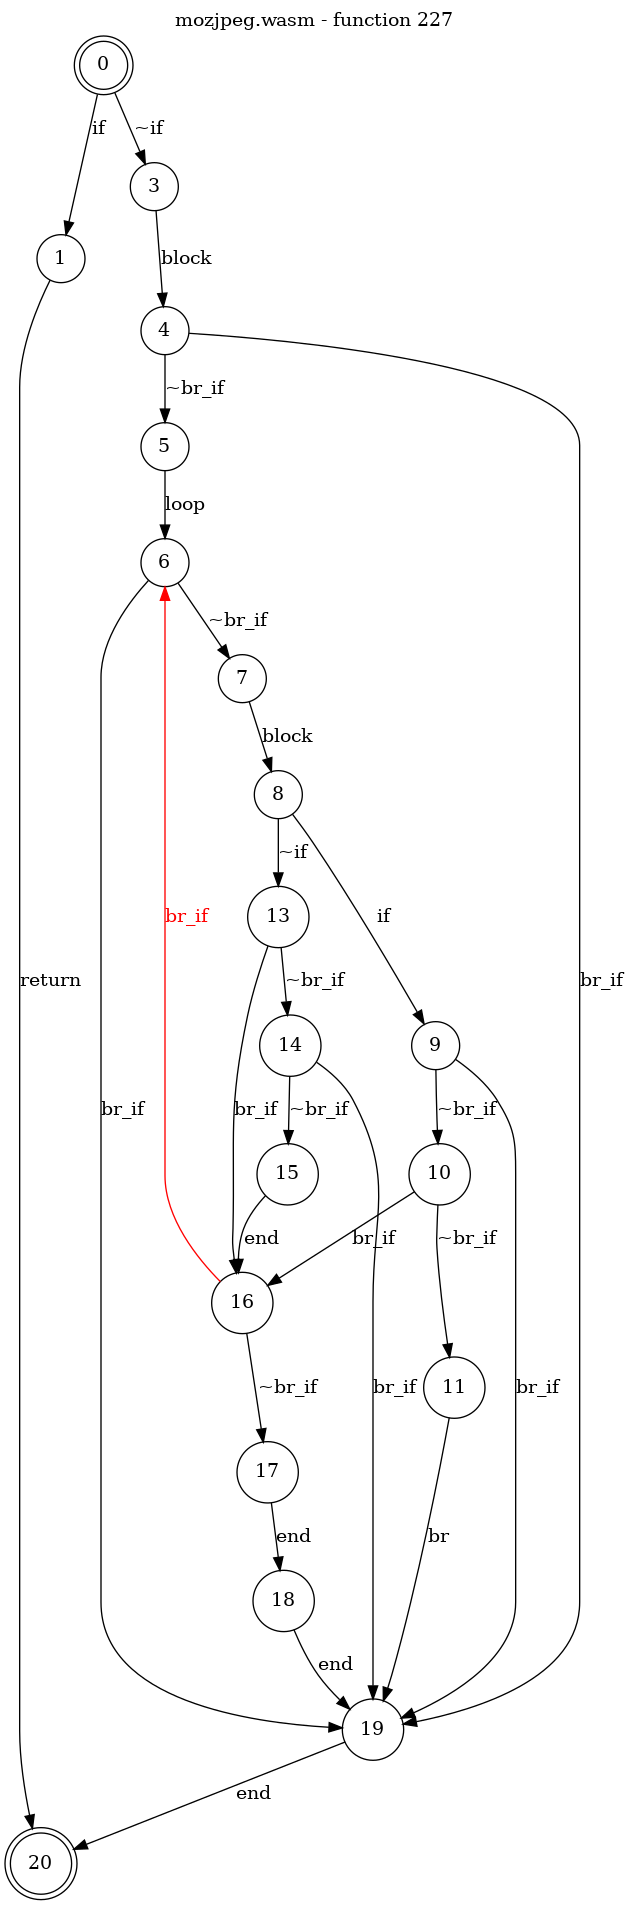 mozjpeg.wasm - function 227
0
if
~if
3
1
block
4
~br_if
5
loop
6
~br_if
7
block
8
~if
if
13
br_if
return
~br_if
br_if
14
9
br_if
br_if
~br_if
~br_if
15
10
end
br_if
~br_if
16
~br_if
br_if
11
br_if
17
end
br
18
end
19
end
20